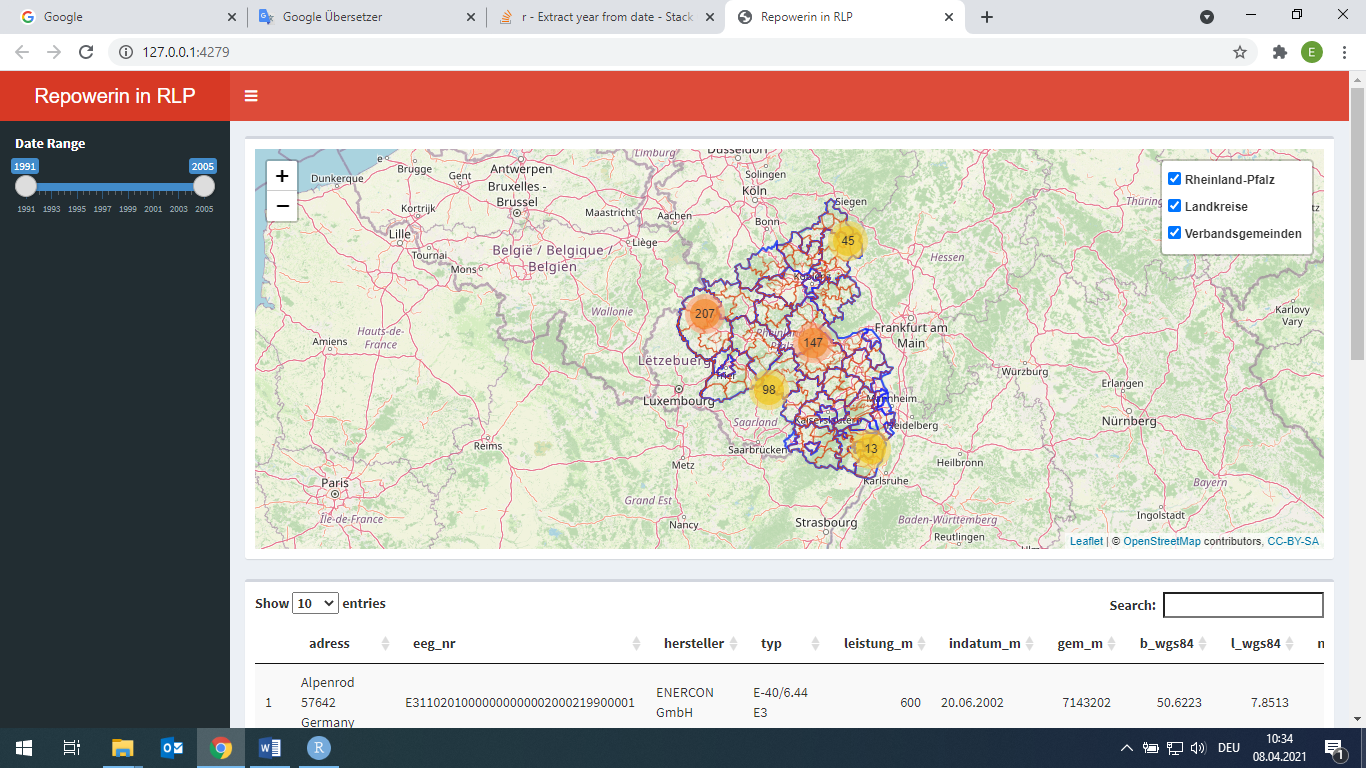 Google
Google Übersetzer
r - Extract year from date - Stack
Repowerin in RLP
127.0.0.1:4279
E
Repowerin in RLP
Date Range
1991 2005
1991 1993 1995 1997 1999 2001 2003 2005
+
−
Rheinland-Pfalz
Landkreise
Verbandsgemeinden
Limburg
Düsseldorf
Brugge
Gent
Antwerpen
Dunkerque
Solingen
Köln
Bruxelles -
Brussel
Kortrijk
Maastricht
Aachen
Siegen
Bonn
Lille
Tournai
Liège
België / Belgique /
Belgien
Mons
45
Hessen
Wallonie
207
147
98
13
Hauts-de-
France
Amiens
Frankfurt am
Main
Karlovy
Vary
Lëtzebuerg
Trier
Luxembourg
Würzburg
Erlangen
Nürnberg
Mannheim
Heidelberg
Kaiserslautern
Saarland
Saarbrücken
Reims
Metz
Heilbronn
Karlsruhe
Paris
Île-de-France
Grand Est
Nancy
Strasbourg
Baden-Württemberg
Bayern
Ingolstadt
Reutlingen
Leaflet | © OpenStreetMap contributors, CC-BY-SA
Show 10 entries
Search:
adress eeg_nr hersteller typ leistung_m indatum_m gem_m b_wgs84 l_wgs84 n
Alpenrod
57642
Germany
1 E3110201000000000002000219900001
ENERCON
GmbH
E-40/6.44
E3
600 20.06.2002 7143202 50.6223 7.8513
DEU
10:34
08.04.2021
1